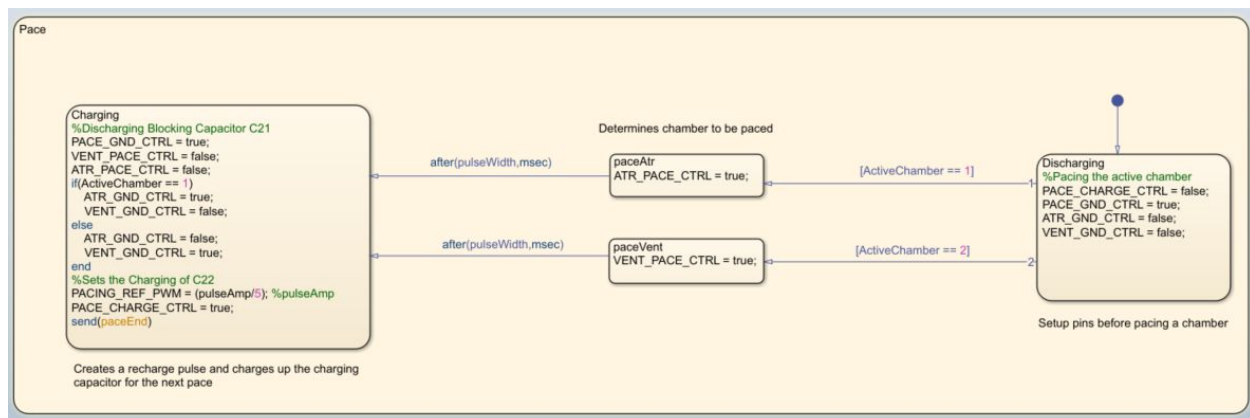 Pace
Charging
%Discharging Blocking Capacitor C21
PACE_GND_CTRL = true;
VENT_PACE_CTRL = false;
ATR_PACE_CTRL = false;
if(ActiveChamber == 1)
ATR_GND_CTRL = true;
VENT_GND_CTRL = false;
else
ATR_GND_CTRL = false;
VENT_GND_CTRL = true;
end
%Sets the Charging of C22
PACING_REF_PWM = (pulseAmp/5); %pulseAmp
PACE_CHARGE_CTRL = true;
send(paceEnd)
Creates a recharge pulse and charges up the charging
capacitor for the next pace
after(pulseWidth,msec)
after(pulseWidth,msec)
Determines chamber to be paced
paceAtr
ATR_PACE_CTRL = true;
paceVent
VENT_PACE_CTRL = true;
[ActiveChamber == 1]
1
[ActiveChamber == 2]
2
Discharging
%Pacing the active chamber
PACE_CHARGE_CTRL = false;
PACE_GND_CTRL = true;
ATR_GND_CTRL = false;
VENT_GND_CTRL = false;
Setup pins before pacing a chamber